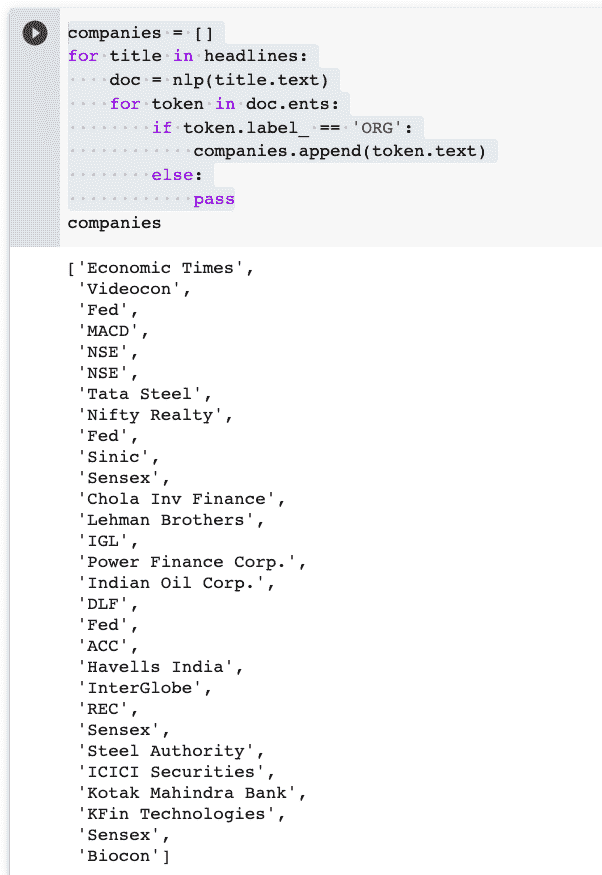 companies = []
for title in headlines:
    doc = nlp(title.text)
    for token in doc.ents:
        if token.label_ == 'ORG':
            companies.append(token.text)
        else:
            pass
companies
['Economic Times',
 'Videocon',
 'Fed',
 'MACD',
 'NSE',
 'NSE',
 'Tata Steel',
 'Nifty Realty',
 'Fed',
 'Sinic',
 'Sensex',
 'Chola Inv Finance',
 'Lehman Brothers',
 'IGL',
 'Power Finance Corp.',
 'Indian Oil Corp.',
 'DLF',
 'Fed',
 'ACC',
 'Havells India',
 'InterGlobe',
 'REC',
 'Sensex',
 'Steel Authority',
 'ICICI Securities',
 'Kotak Mahindra Bank',
 'KFin Technologies',
 'Sensex',
 'Biocon']